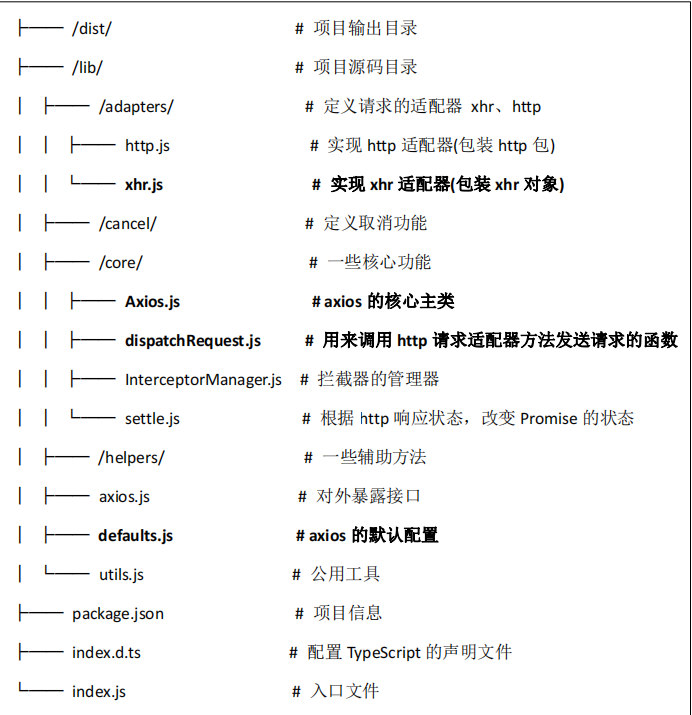 ├── /dist/ # 项目输出目录
├── /lib/ # 项目源码目录
│ ├── /adapters/ # 定义请求的适配器 xhr、http
│ │ ├── http.js # 实现 http 适配器(包装 http 包)
│ │ └── xhr.js # 实现 xhr 适配器(包装 xhr 对象)
│ ├── /cancel/ # 定义取消功能
│ ├── /core/ # 一些核心功能
│ │ ├── Axios.js # axios 的核心主类
│ │ ├── dispatchRequest.js # 用来调用 http 请求适配器方法发送请求的函数
│ │ ├── InterceptorManager.js # 拦截器的管理器
│ │ └── settle.js # 根据 http 响应状态，改变 Promise 的状态
│ ├── /helpers/ # 一些辅助方法
│ ├── axios.js # 对外暴露接口
│ ├── defaults.js # axios 的默认配置
│ └── utils.js # 公用工具
├── package.json # 项目信息
├── index.d.ts # 配置 TypeScript 的声明文件
└── index.js # 入口文件